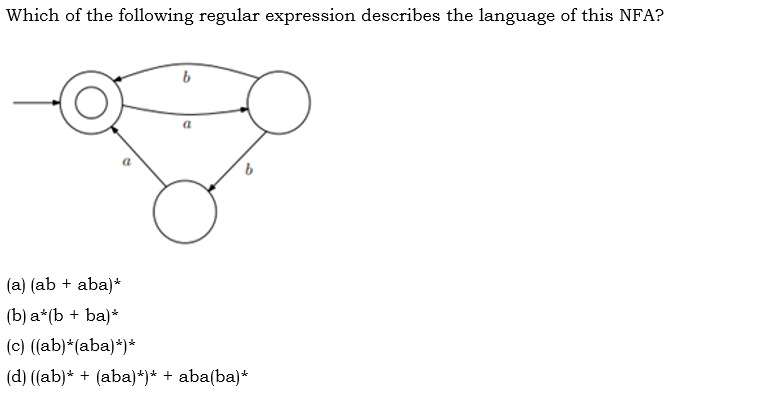 Which of the following regular expression describes the language of this NFA?
b
a
a
b
(a) (ab + aba)*
(b) a*(b + ba)*
(c) ((ab)*(aba)*)*
(d) ((ab)* + (aba)*)* + aba(ba)*